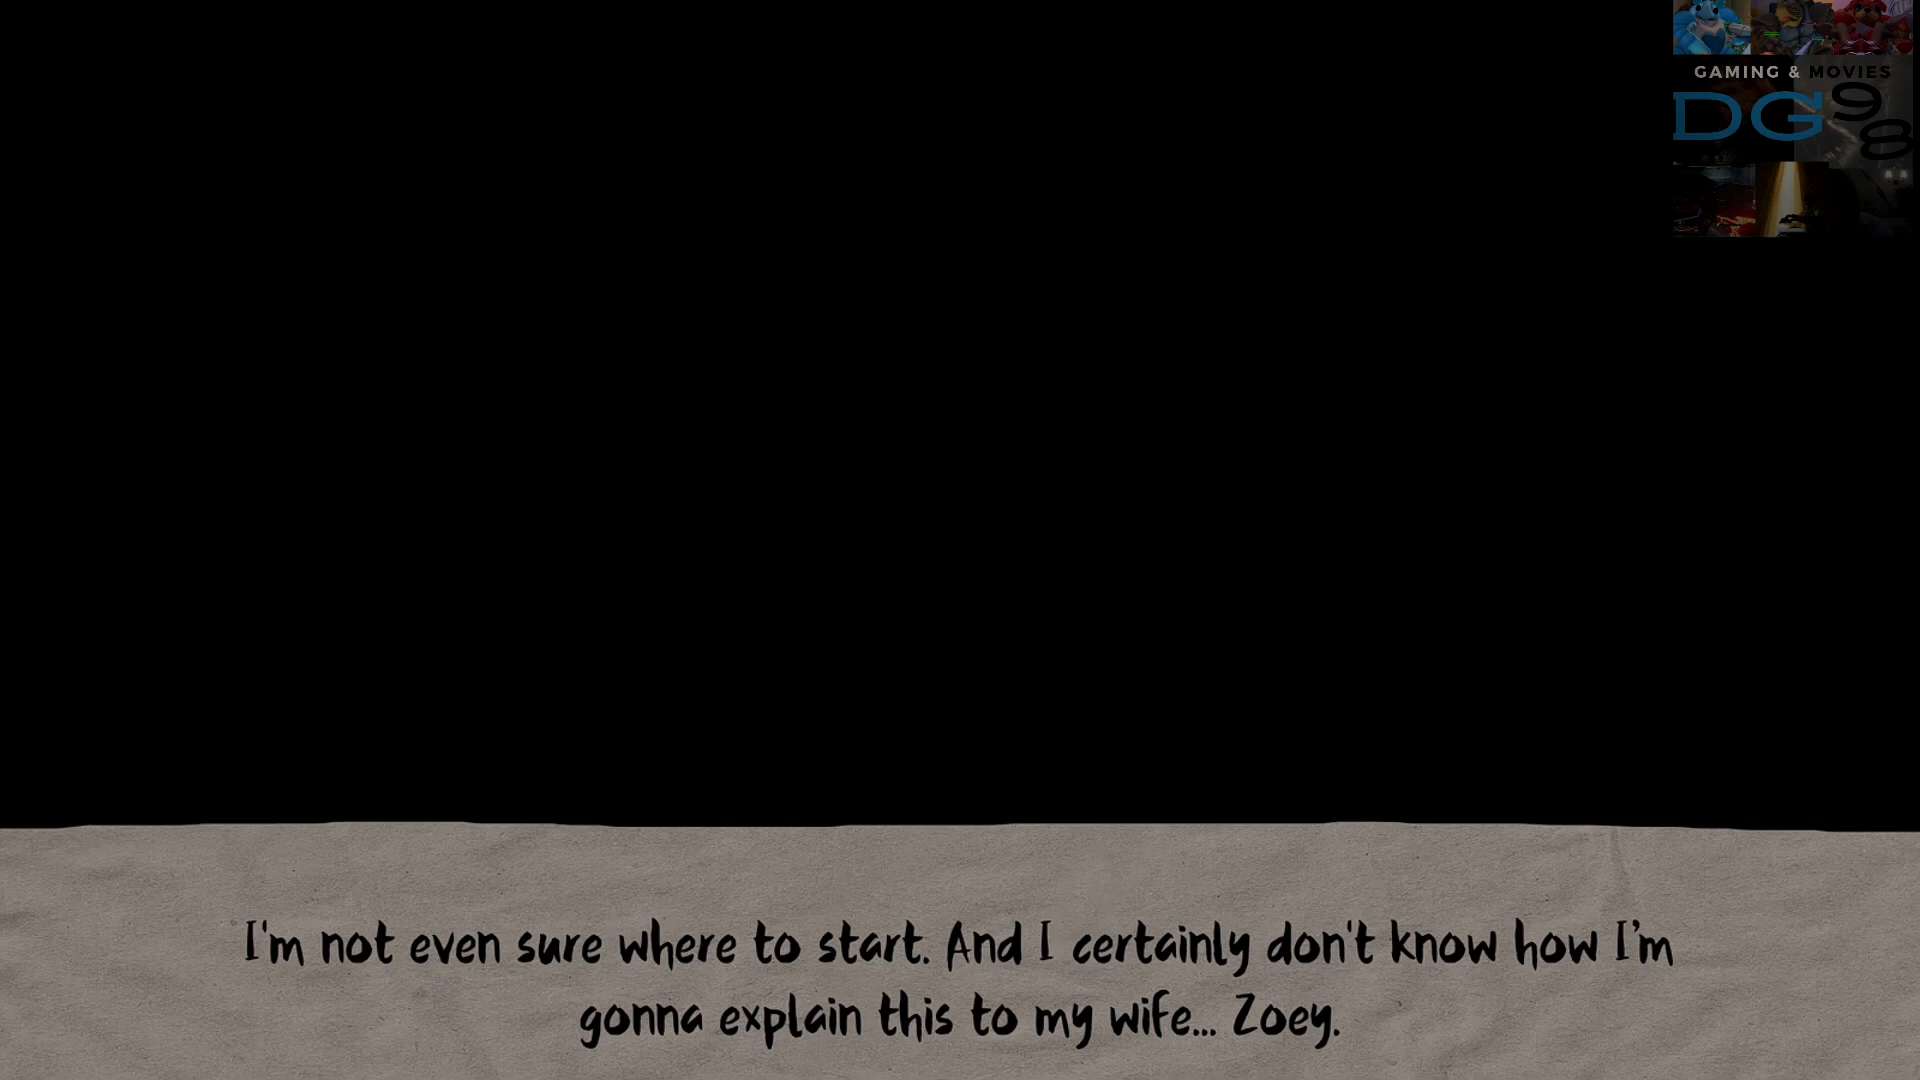 GAMING & MOVIES
DG98
I'm not even sure where to start. And I certainly don't know how I'm
gonna explain this to my wife... Zoey.